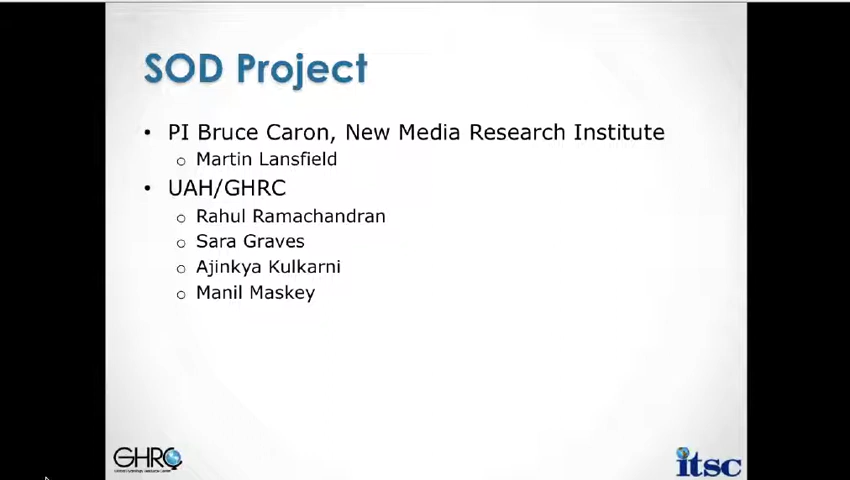 SOD Project
• PI Bruce Caron, New Media Research Institute
o Martin Lansfield
• UAH/GHRC
o Rahul Ramachandran
o Sara Graves
o Ajinkya Kulkarni
o Manil Maskey
GHRC
itsc